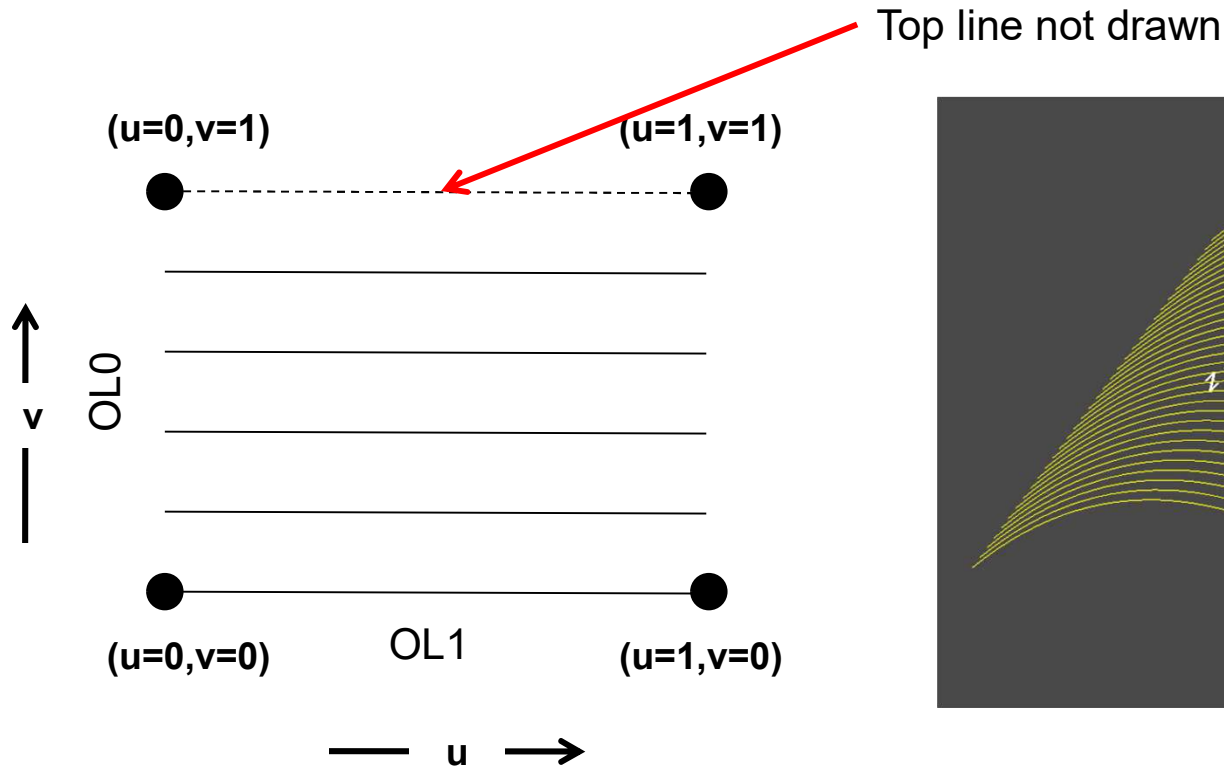 Top line not drawn
(u=0,v=1)
(u=1,v=1)
v
OL0
(u=0,v=0)
OL1
(u=1,v=0)
u